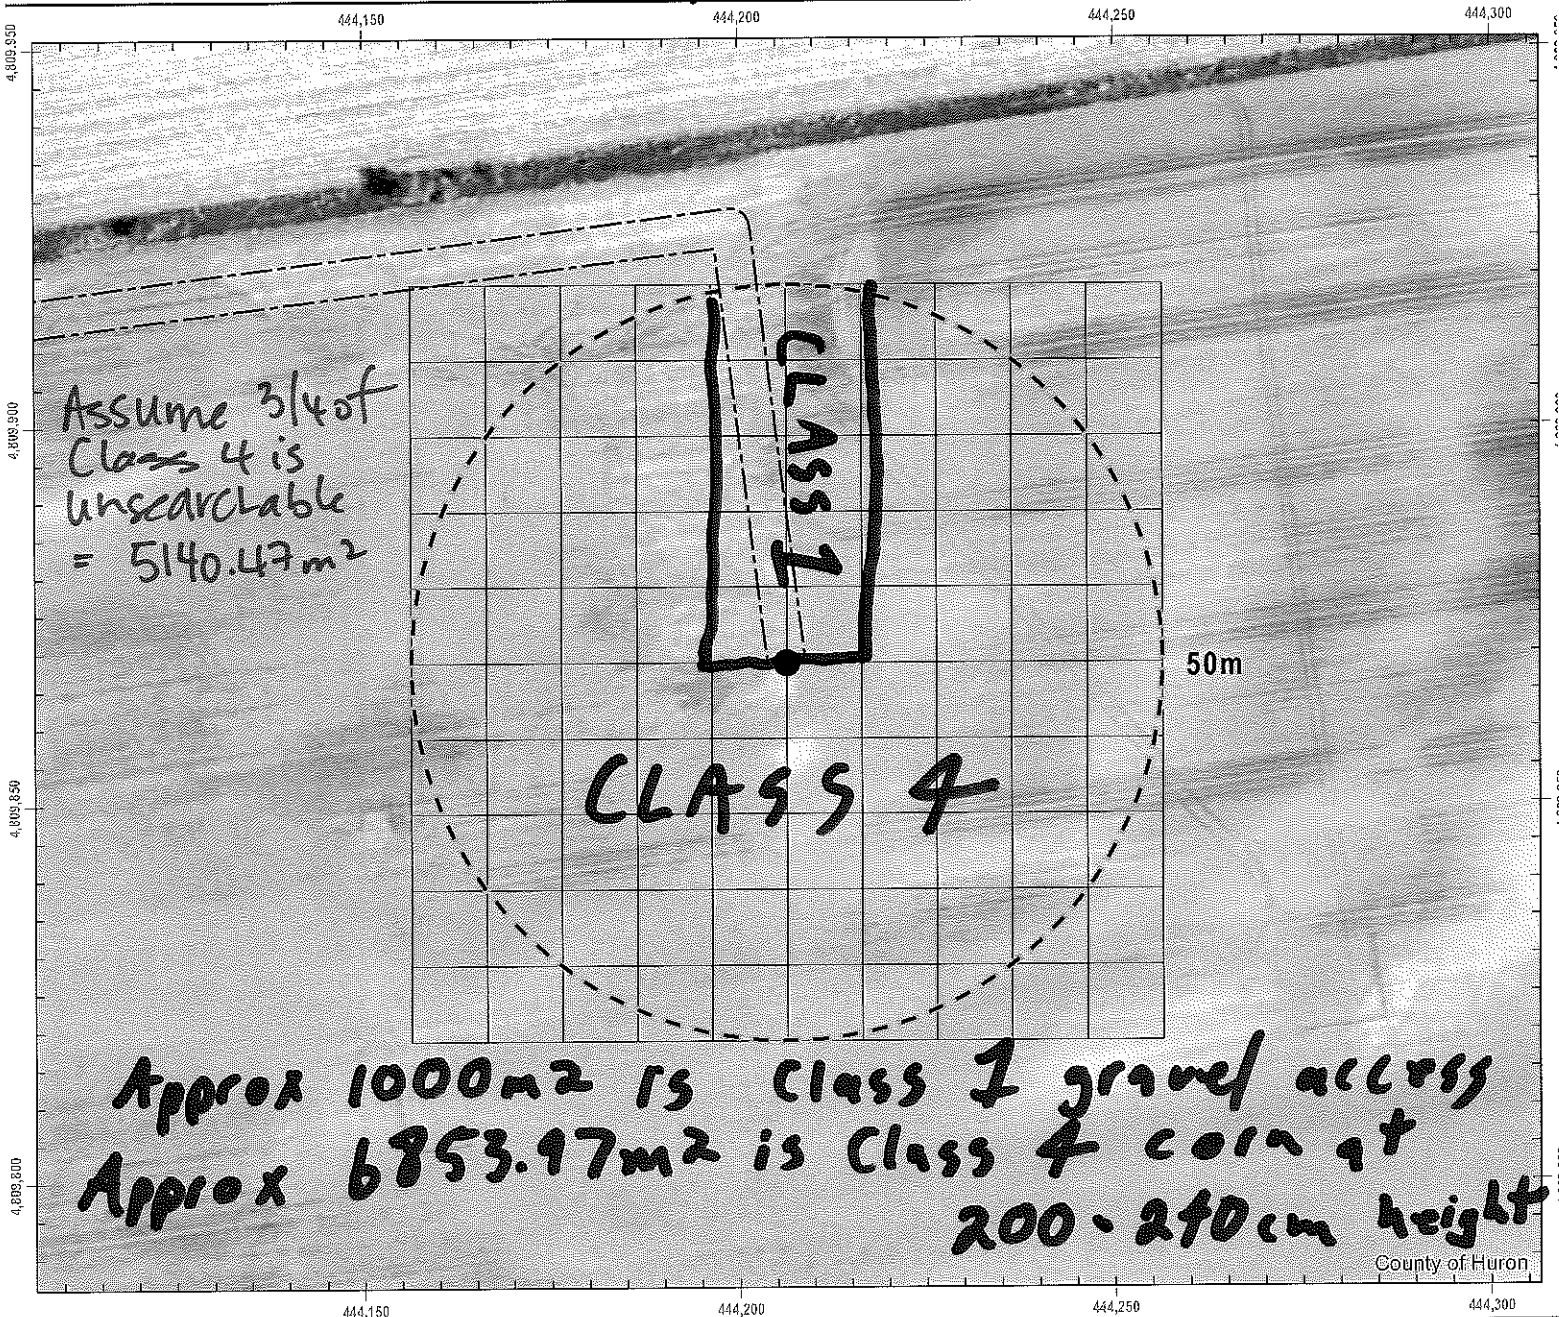 444,150 444,200 444,250 444,300
4,809,950
Assume 3/4 of
Class 4 is
unsearchable
= 5140.47m²
4,809,900
CLASS 1
50m
CLASS 4
4,809,850
Approx 1000m2 is Class 1 gravel access
Approx 6853.97m2 is Class 4 corn at
200-240cm height
4,809,800
County of Huron
444,150 444,200 444,250 444,300